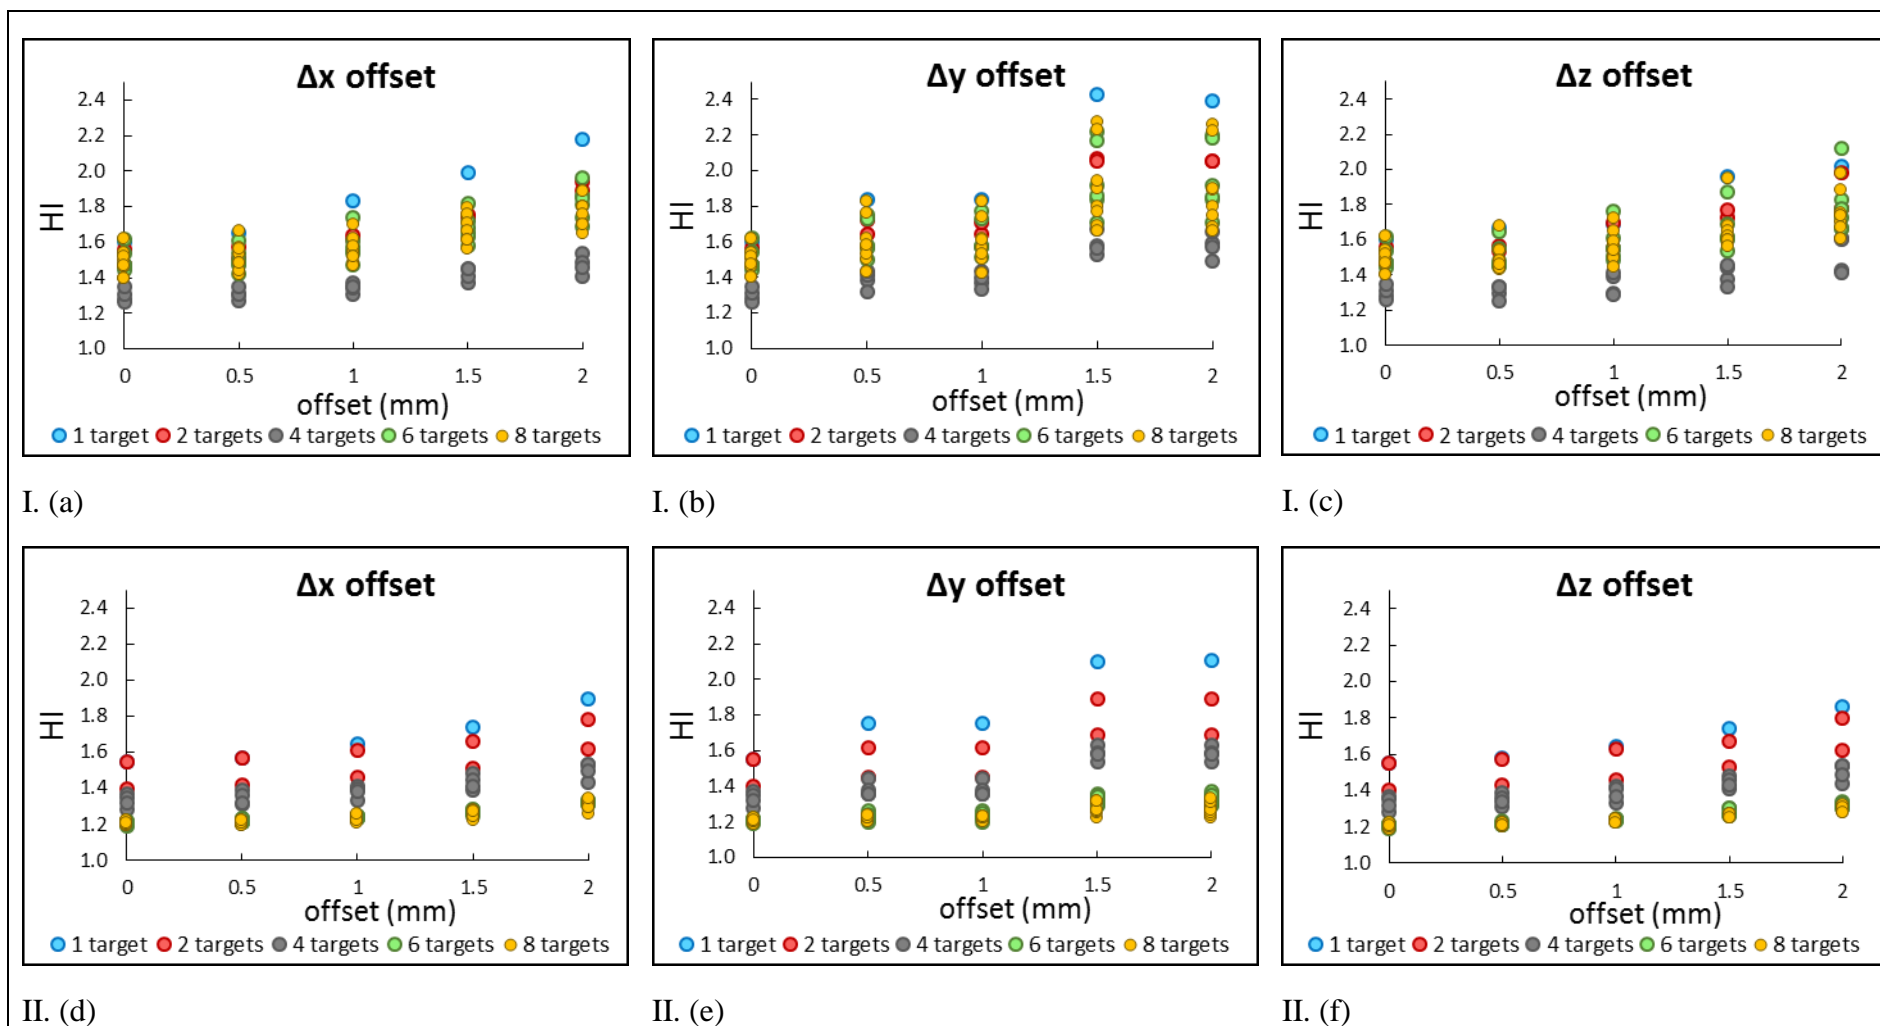 Δx offset
2.4
2.2
2.0
1.8
1.6
1.4
1.2
1.0
HI
0 0.5 1 1.5 2
offset (mm)
1 target 2 targets 4 targets 6 targets 8 targets
I. (a)
Δy offset
2.4
2.2
2.0
1.8
1.6
1.4
1.2
1.0
HI
0 0.5 1 1.5 2
offset (mm)
1 target 2 targets 4 targets 6 targets 8 targets
I. (b)
Δz offset
2.4
2.2
2.0
1.8
1.6
1.4
1.2
1.0
HI
0 0.5 1 1.5 2
offset (mm)
1 target 2 targets 4 targets 6 targets 8 targets
I. (c)
Δx offset
2.4
2.2
2.0
1.8
1.6
1.4
1.2
1.0
HI
0 0.5 1 1.5 2
offset (mm)
1 target 2 targets 4 targets 6 targets 8 targets
II. (d)
Δy offset
2.4
2.2
2.0
1.8
1.6
1.4
1.2
1.0
HI
0 0.5 1 1.5 2
offset (mm)
1 target 2 targets 4 targets 6 targets 8 targets
II. (e)
Δz offset
2.4
2.2
2.0
1.8
1.6
1.4
1.2
1.0
HI
0 0.5 1 1.5 2
offset (mm)
1 target 2 targets 4 targets 6 targets 8 targets
II. (f)